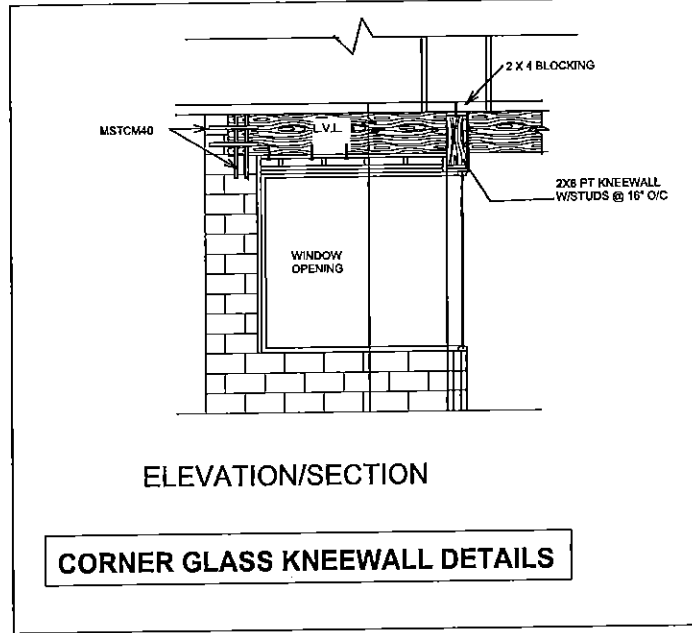 2 X 4 BLOCKING
MSTCM40
L.V.L.
2X6 PT KNEEWALL
W/STUDS @ 16" O/C
WINDOW
OPENING
ELEVATION/SECTION
CORNER GLASS KNEEWALL DETAILS